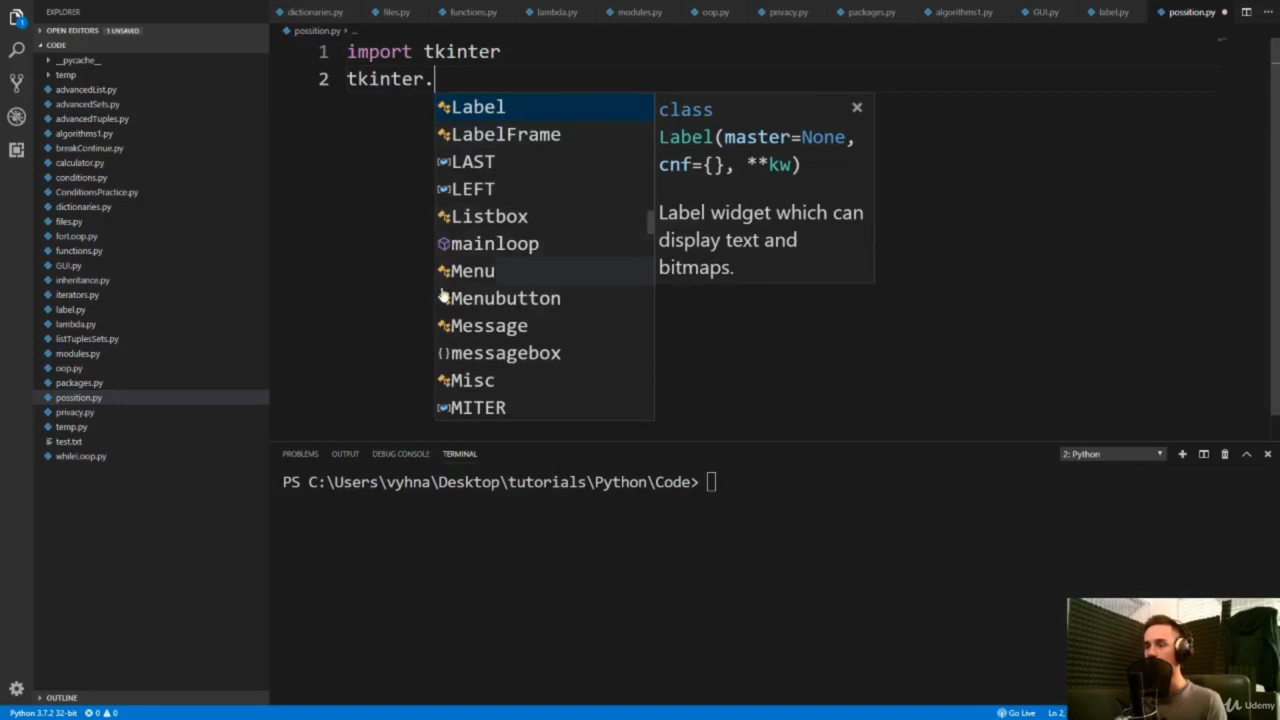 EXPLORER
dictionaries.py
files.py
functions.py
lambda.py
modules.py
oop.py
privacy.py
packages.py
algorithms1.py
GUI.py
label.py
possition.py
OPEN EDITORS 1 UNSAVED
CODE
__pycache__
temp
advancedList.py
advancedSets.py
advancedTuples.py
algorithms1.py
breakContinue.py
calculator.py
conditions.py
ConditionsPractice.py
dictionaries.py
files.py
forLoop.py
functions.py
GUI.py
inheritance.py
iterators.py
label.py
lambda.py
listTuplesSets.py
modules.py
oop.py
packages.py
possition.py
privacy.py
temp.py
test.txt
whileLoop.py
OUTLINE
possition.py > ...
1 import tkinter
2 tkinter.
Label
LabelFrame
LAST
LEFT
Listbox
mainloop
Menu
Menubutton
Message
messagebox
Misc
MITER
class
Label(master=None,
cnf={}, **kw)
Label widget which can
display text and
bitmaps.
PROBLEMS OUTPUT DEBUG CONSOLE TERMINAL
2: Python
PS C:\Users\vyhna\Desktop\tutorials\Python\Code>
Udemy
Python 3.7.2 32-bit 0 0
Go Live Ln 2,